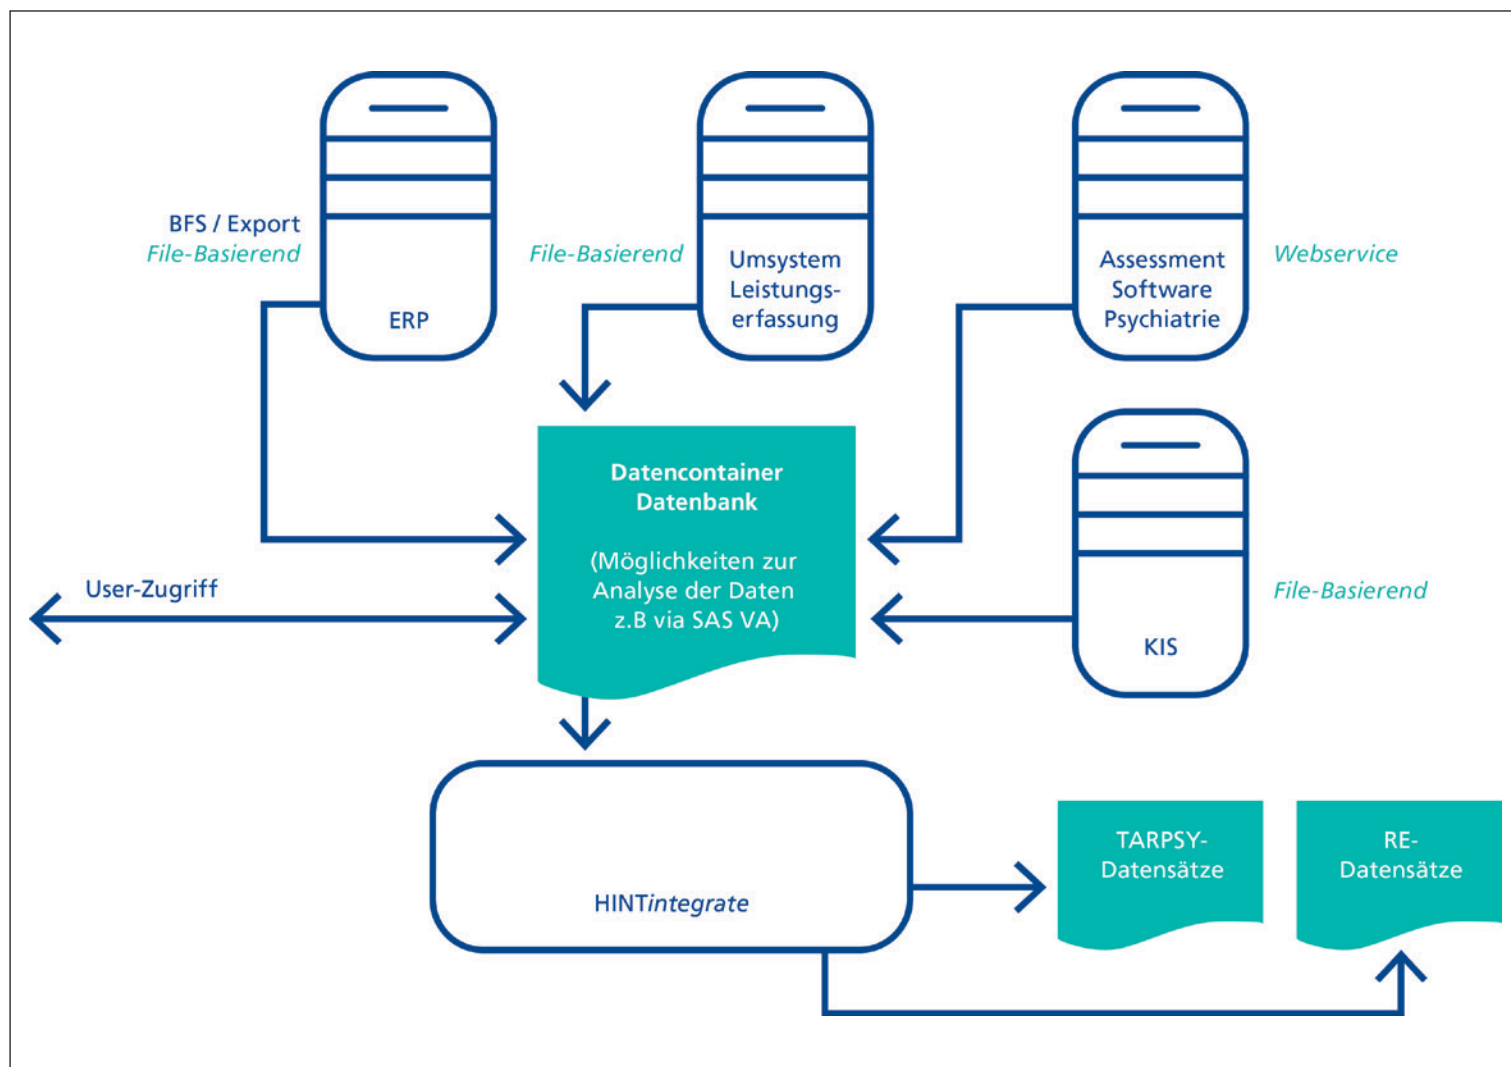 BFS / Export
File-Basierend
ERP
File-Basierend
Umsystem
Leistungs-
erfassung
Assessment
Software
Psychiatrie
Webservice
Datencontainer
Datenbank
(Möglichkeiten zur
Analyse der Daten
z.B via SAS VA)
User-Zugriff
KIS
File-Basierend
HINTintegrate
TARPSY-
Datensätze
RE-
Datensätze